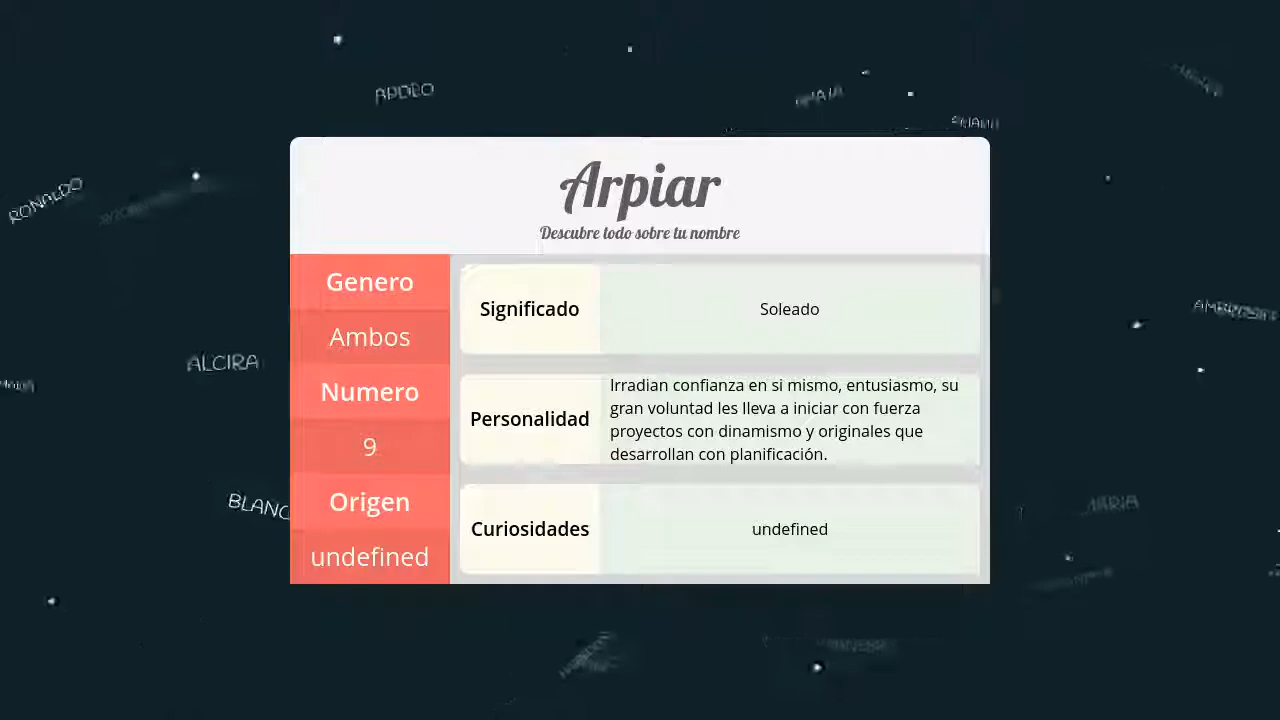 ARDEO
AMAIA
RONALDO
Arpiar
Descubre todo sobre tu nombre
Genero
Ambos
Numero
9
Origen
undefined
Significado
Soleado
Personalidad
Irradian confianza en si mismo, entusiasmo, su
gran voluntad les lleva a iniciar con fuerza
proyectos con dinamismo y originales que
desarrollan con planificación.
Curiosidades
undefined
ALCIRA
BLANC